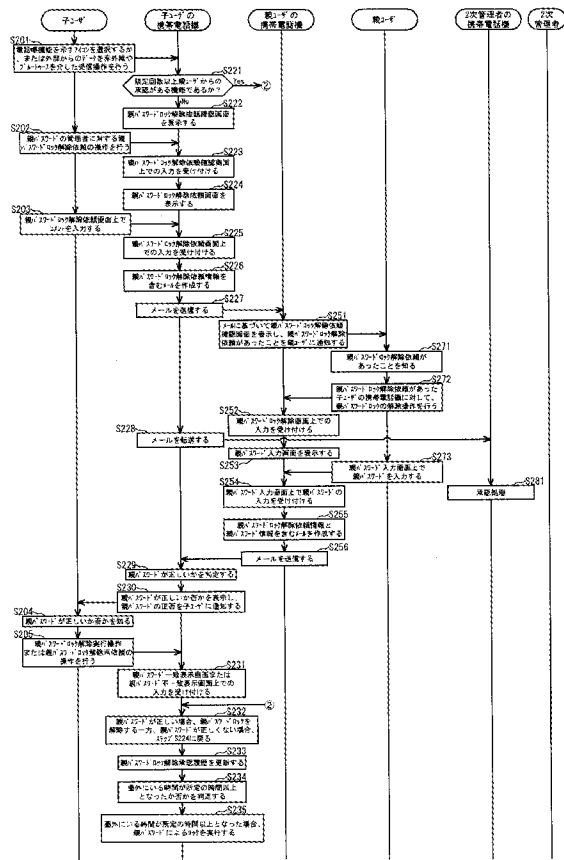 子ユーザ
子ユーザの
携帯電話機
親ユーザの
携帯電話機
親ユーザ
2次管理者の
携帯電話機
2次
管理者
S201
電話帳機能を示すアイコンを選択するか、
または外部からのデータを赤外線や
ブルートゥースを介した受信操作を行う
S221
既定回数以上親ユーザからの
承認がある機能であるか?
Yes
②
No
S222
親パスワードロック解除依頼確認画面
を表示する
S202
親パスワードの管理者に対する親
パスワードロック解除依頼の操作を行う
S223
親パスワードロック解除依頼確認画面
上での入力を受け付ける
S224
親パスワードロック解除依頼画面を
表示する
S203
親パスワードロック解除依頼画面上で
コメントを入力する
S225
親パスワードロック解除依頼画面上
での入力を受け付ける
S226
親パスワードロック解除依頼情報を
含むメールを作成する
S227
メールを送信する
S251
メールに基づいて親パスワードロック解除依頼
確認画面を表示し、親パスワードロック解除
依頼があったことを親ユーザに通知する
S271
親パスワードロック解除依頼が
あったことを知る
S272
親パスワードロック解除依頼があった
子ユーザの携帯電話機に対して、
親パスワードロックの解除操作を行う
S252
親パスワードロック解除画面上での
入力を受け付ける
S228
メールを転送する
親パスワード入力画面を表示する
S253
S273
親パスワード入力画面上で
親パスワードを入力する
S281
承認処理
S254
親パスワード入力画面上で親パスワードの
入力を受け付ける
S255
親パスワードロック解除依頼情報と
親パスワード情報を含むメールを作成する
S256
メールを送信する
S229
親パスワードが正しいかを判定する
S230
親パスワードが正しいか否かを表示し、
親パスワードの正否を子ユーザに通知する
S204
親パスワードが正しいか否かを知る
S205
親パスワードロック解除実行操作
または親パスワードロック解除再依頼の
操作を行う
S231
親パスワード一致表示画面または
親パスワード不一致表示画面上での
入力を受け付ける
②
S232
親パスワードが正しい場合、親パスワードロックを
解除する一方、親パスワードが正しくない場合、
ステップS224に戻る
S233
親パスワードロック解除承認履歴を更新する
S234
圏外にいる時間が所定の時間以上
となったか否かを判定する
S235
圏外にいる時間が所定の時間以上となった場合、
親パスワードによるロックを実行する